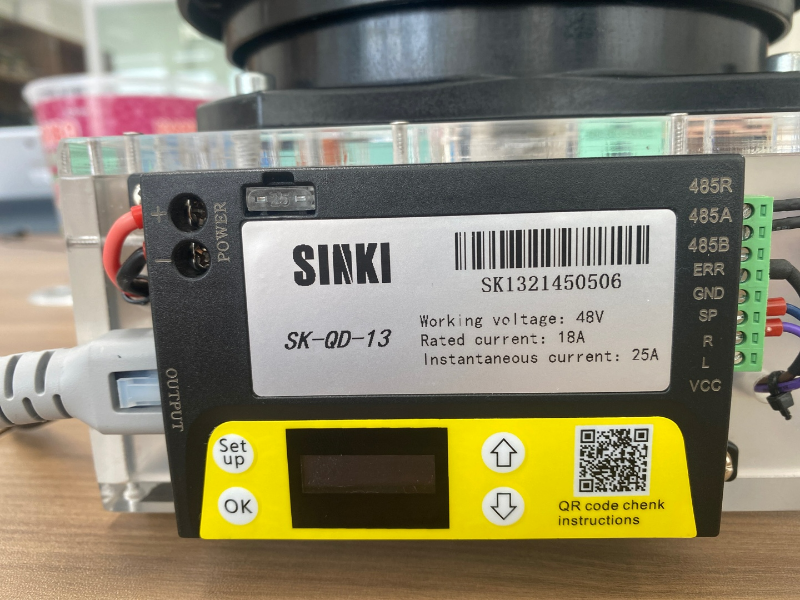 485R
485A
485B
ERR
GND
SP
R
L
VCC
+
-
POWER
25
SINKI
SK1321450506
SK-QD-13
Working voltage: 48V
Rated current: 18A
Instantaneous current: 25A
OUTPUT
Set
up
OK
QR code chenk
instructions